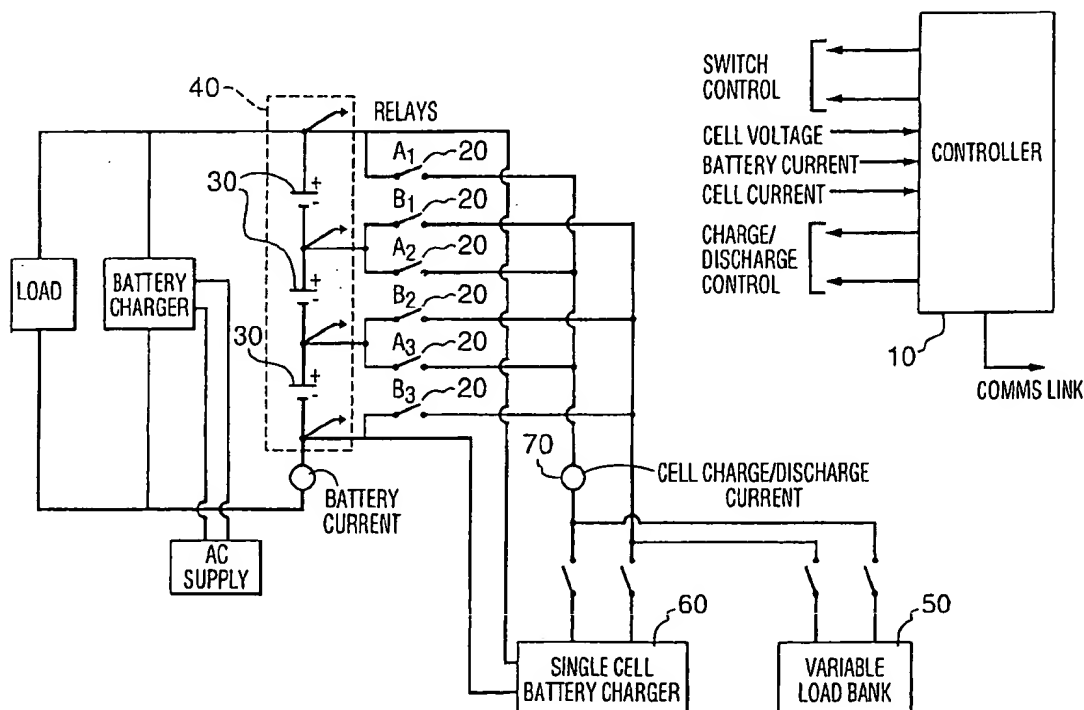 40
RELAYS
SWITCH
CONTROL
CELL VOLTAGE
BATTERY CURRENT
CELL CURRENT
CHARGE/
DISCHARGE
CONTROL
CONTROLLER
10
COMMS LINK
A1
20
B1
20
A2
20
B2
20
A3
20
B3
20
30
+
-
+
-
30
+
-
LOAD
BATTERY
CHARGER
BATTERY
CURRENT
AC
SUPPLY
70
CELL CHARGE/DISCHARGE
CURRENT
60
SINGLE CELL
BATTERY CHARGER
50
VARIABLE
LOAD BANK